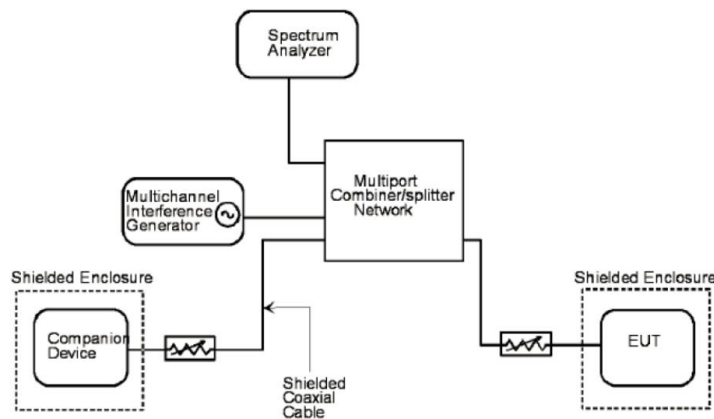 Spectrum
Analyzer
Multiport
Combiner/splitter
Network
Multichannel
Interference
Generator
Shielded Enclosure
Companion
Device
Shielded
Coaxial
Cable
Shielded Enclosure
EUT